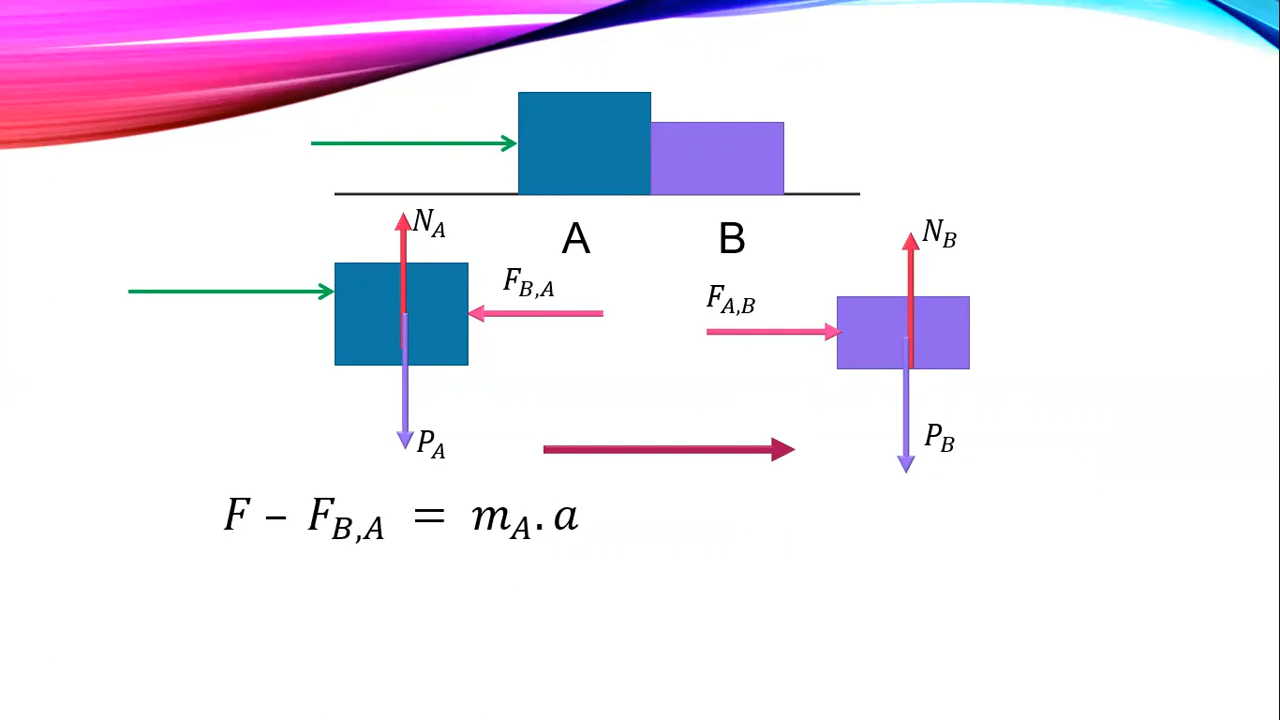 N_A
A
B
N_B
F_{B,A}
F_{A,B}
P_A
P_B
F – F_{B,A} = m_A . a